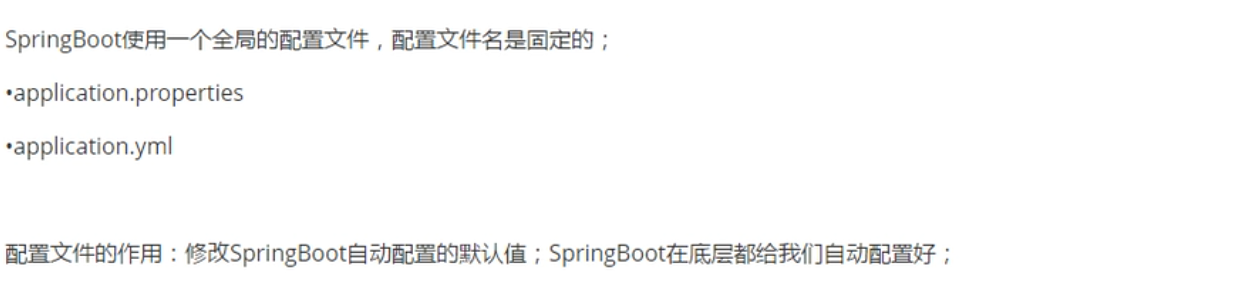 SpringBoot使用一个全局的配置文件，配置文件名是固定的；
•application.properties
•application.yml
配置文件的作用：修改SpringBoot自动配置的默认值；SpringBoot在底层都给我们自动配置好；